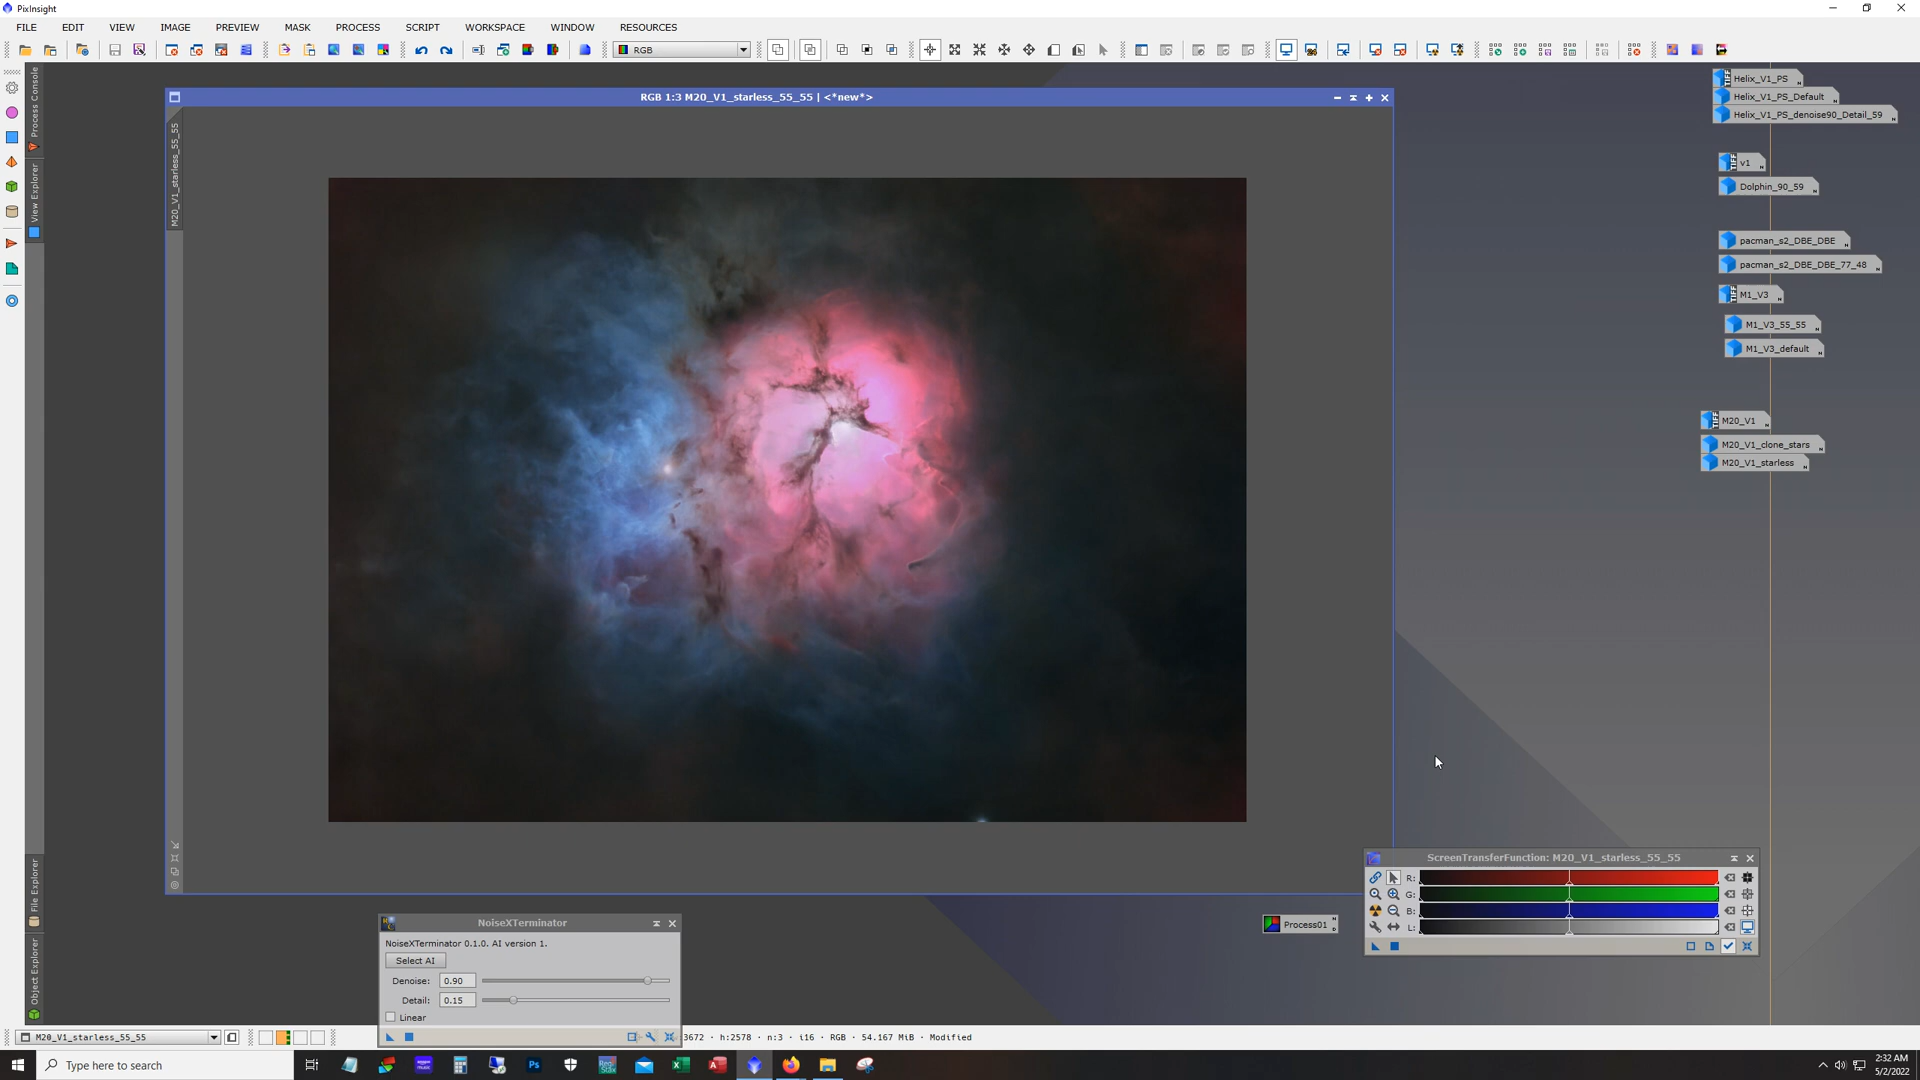 PixInsight
FILE EDIT VIEW IMAGE PREVIEW MASK PROCESS SCRIPT WORKSPACE WINDOW RESOURCES
RGB
Process Console
View Explorer
File Explorer
Object Explorer
RGB 1:3 M20_V1_starless_55_55 | <*new*>
M20_V1_starless_55_55
Helix_V1_PS
Helix_V1_PS_Default
Helix_V1_PS_denoise90_Detail_59
v1
Dolphin_90_59
pacman_s2_DBE_DBE
pacman_s2_DBE_DBE_77_48
M1_V3
M1_V3_55_55
M1_V3_default
M20_V1
M20_V1_clone_stars
M20_V1_starless
ScreenTransferFunction: M20_V1_starless_55_55
R:
G:
B:
L:
Process01
NoiseXTerminator
NoiseXTerminator 0.1.0. AI version 1.
Select AI
Denoise: 0.90
Detail: 0.15
Linear
M20_V1_starless_55_55
3672 · h:2578 · n:3 · i16 · RGB · 54.167 MiB · Modified
Type here to search
2:32 AM
5/2/2022